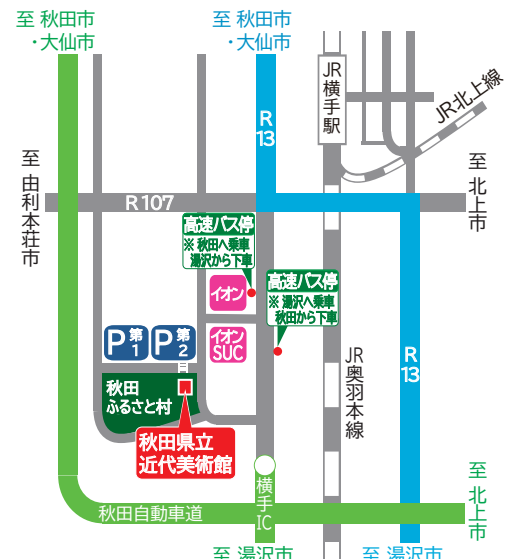 至 秋田市
・大仙市
至 秋田市
・大仙市
JR
横
手
駅
JR北上線
R
13
至 由利本荘市
至 北上市
R 107
高速バス停
※ 秋田へ乗車
湯沢から下車
イオン
高速バス停
※ 湯沢へ乗車
秋田から下車
イオン
SUC
P 第1
P 第2
JR奥羽本線
R
13
秋田
ふるさと村
秋田県立
近代美術館
横手IC
秋田自動車道
至 北上市
至 湯沢市
至 湯沢市